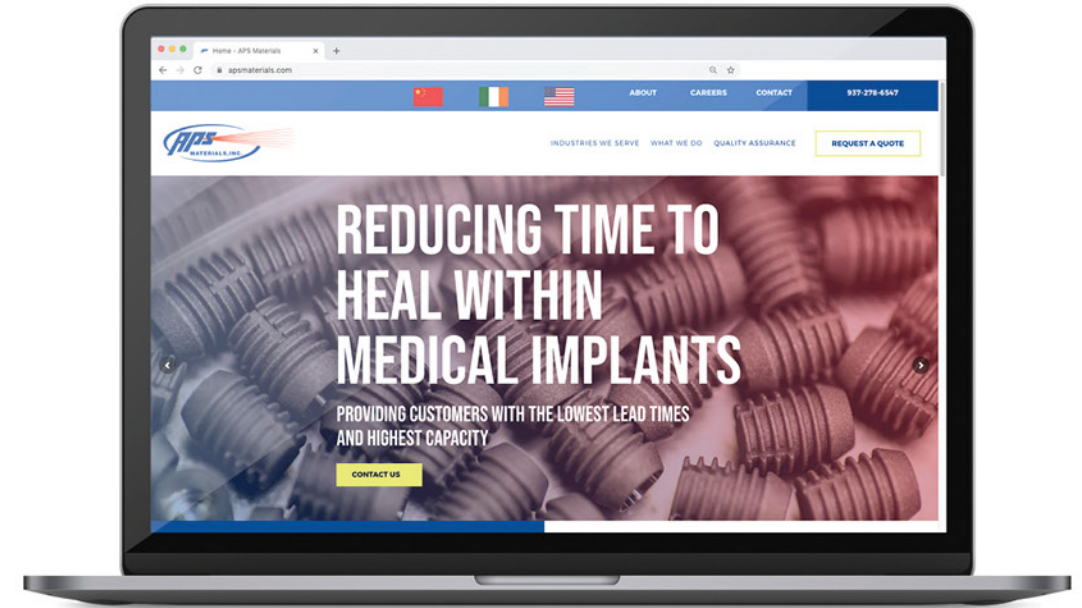 Home - APS Materials
apsmaterials.com
ABOUT CAREERS CONTACT 937-278-6547
APS
MATERIALS, INC.
INDUSTRIES WE SERVE WHAT WE DO QUALITY ASSURANCE REQUEST A QUOTE
REDUCING TIME TO
HEAL WITHIN
MEDICAL IMPLANTS
PROVIDING CUSTOMERS WITH THE LOWEST LEAD TIMES
AND HIGHEST CAPACITY
CONTACT US